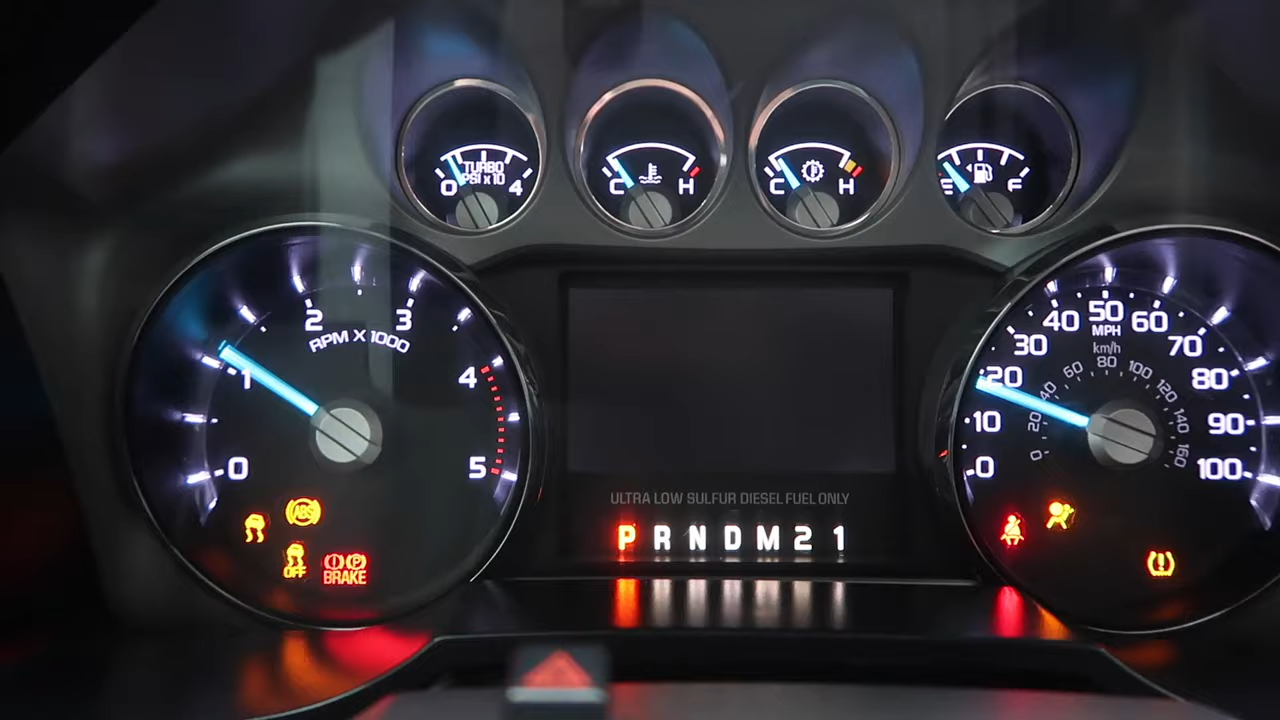 TURBO
PSI x 10
0 4
C H
C H
E F
0 1 2 3 4 5
RPM X 1000
ABS
OFF
BRAKE
ULTRA LOW SULFUR DIESEL FUEL ONLY
P R N D M 2 1
0 10 20 30 40 50 60 70 80 90 100
MPH
km/h
0 20 40 60 80 100 120 140 160